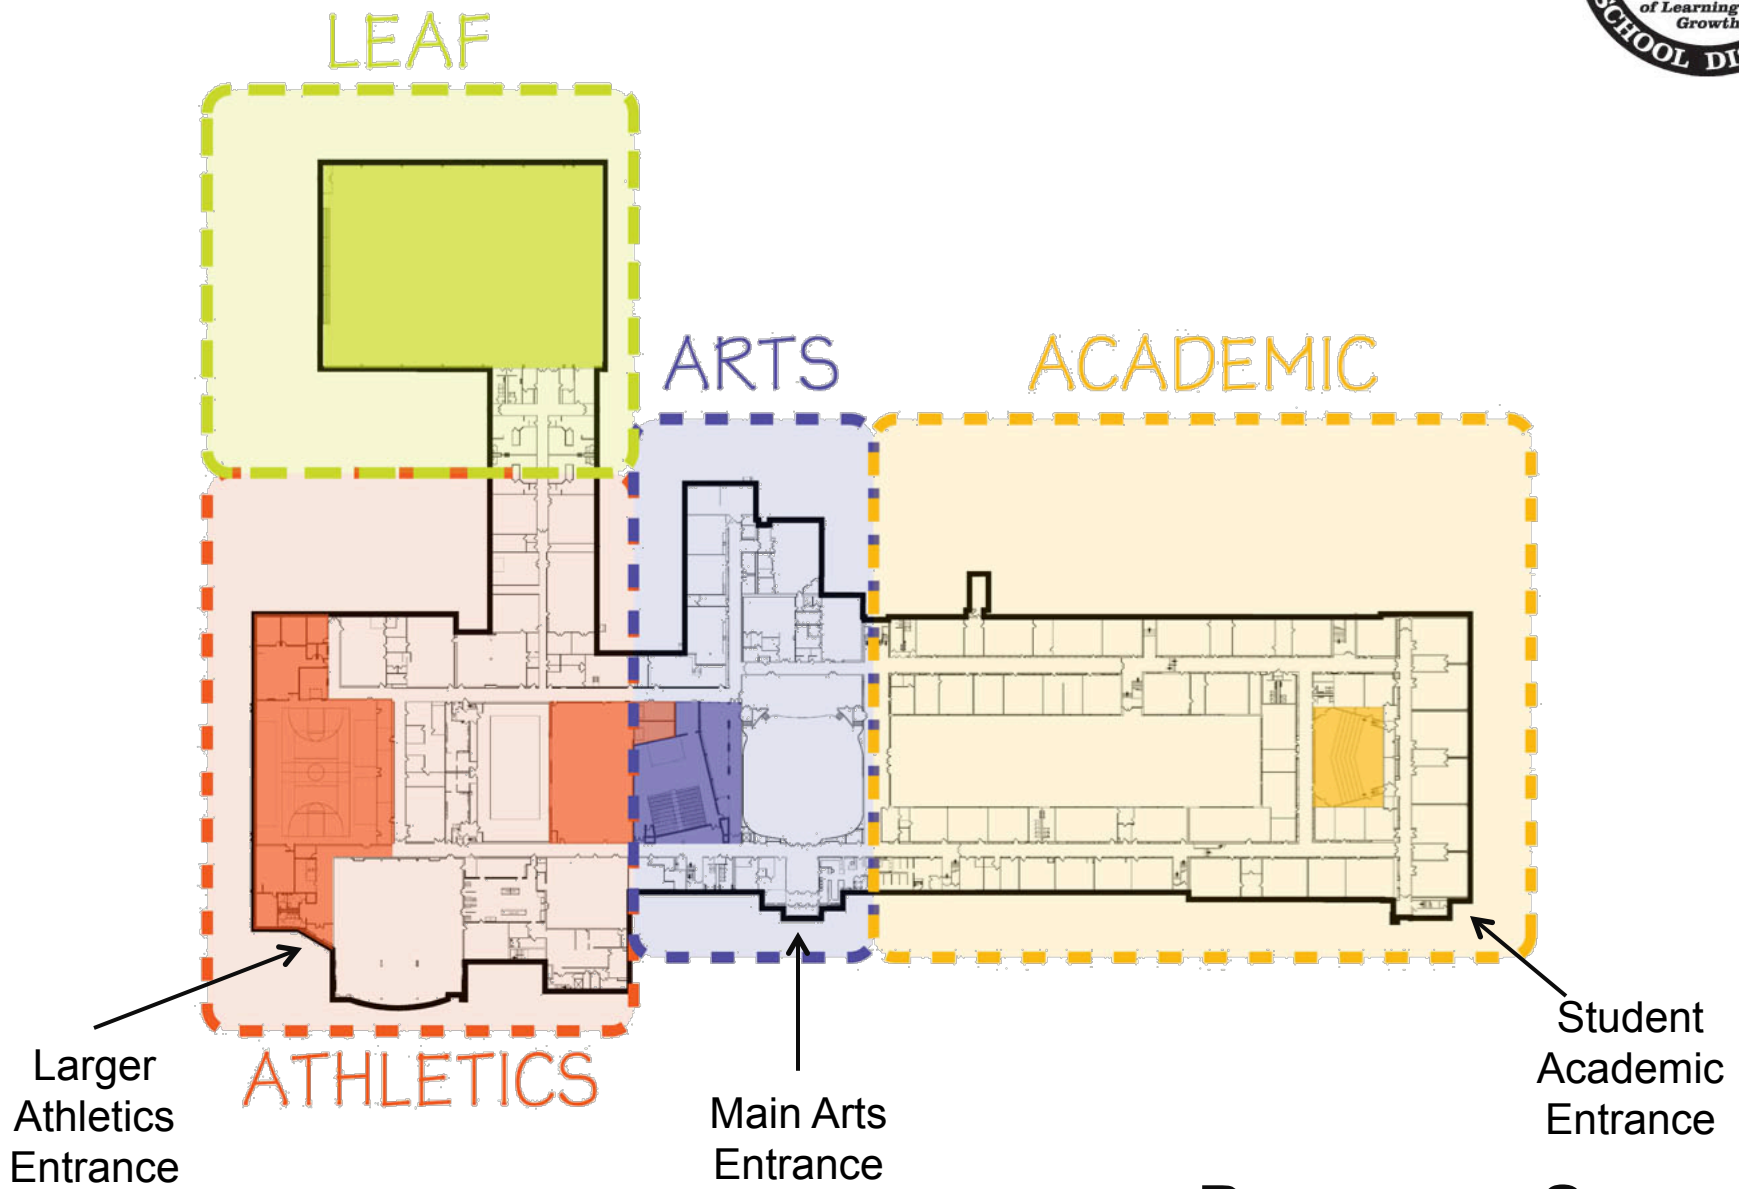 of Learning
Growth
SCHOOL DI
LEAF
ARTS
ACADEMIC
ATHLETICS
Larger
Athletics
Entrance
Main Arts
Entrance
Student
Academic
Entrance